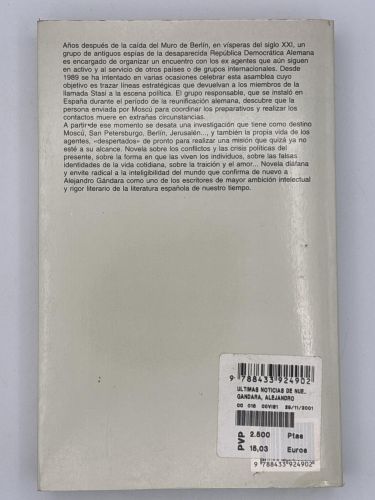 Años después de la caída del Muro de Berlín, en vísperas del siglo XXI, un
grupo de antiguos espías de la desaparecida República Democrática Alemana
es encargado de organizar un encuentro con los ex agentes que aún siguen
en activo y al servicio de otros países o de grupos internacionales. Desde
1989 se ha intentado en varias ocasiones celebrar esta asamblea cuyo
objetivo es trazar líneas estratégicas que devuelvan a los miembros de la
llamada Stasi a la escena política. El grupo responsable, que se instaló en
España durante el período de la reunificación alemana, descubre que la
persona enviada por Moscú para coordinar los preparativos y realizar los
contactos muere en extrañas circunstancias.
A partir de ese momento se desata una investigación que tiene como destino
Moscú, San Petersburgo, Berlín, Jerusalén..., y también la propia vida de los
agentes, «despertados» de pronto para realizar una misión que quizá ya no
esté a su alcance. Novela sobre los conflictos y las crisis políticas del
presente, sobre la forma en que las viven los individuos, sobre las falsas
identidades de la vida cotidiana, sobre la traición y el amor... Novela diáfana
y envite radical a la inteligibilidad del mundo que confirma de nuevo a
Alejandro Gándara como uno de los escritores de mayor ambición intelectual
y rigor literario de la literatura española de nuestro tiempo.
9 788433 924902
ULTIMAS NOTICIAS DE NUE.
GANDARA, ALEJANDRO
00 016 00VI81 29/11/2001
PVP
2.500 Ptas
15,03 Euros
9 788433 924902